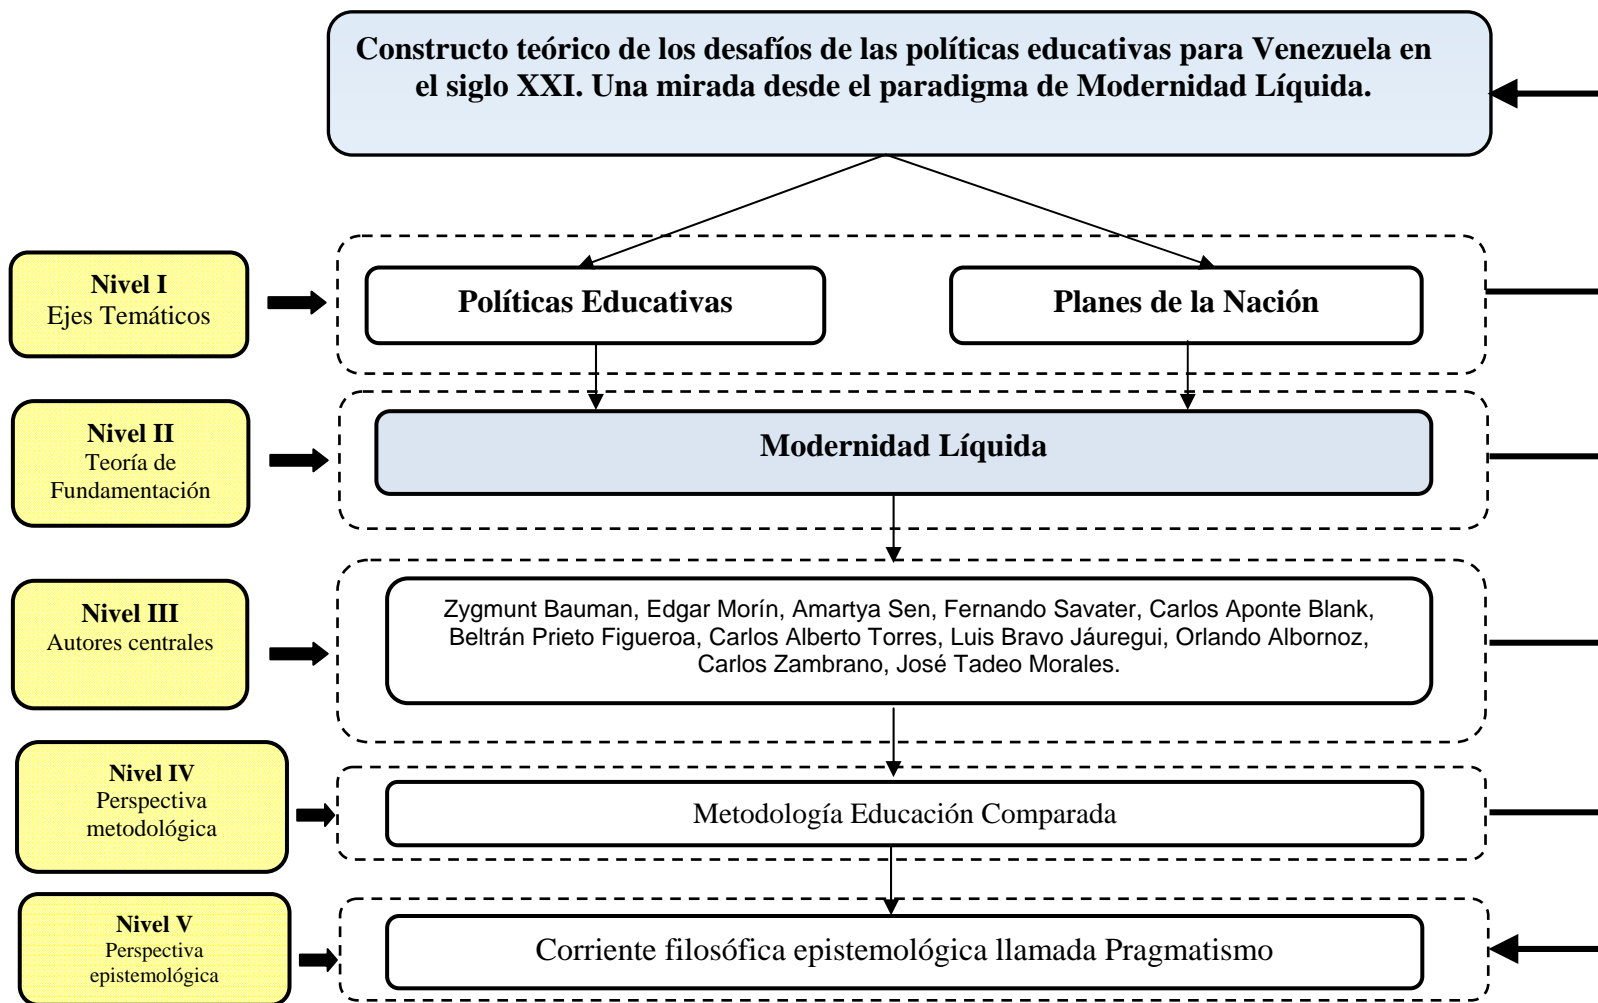 Constructo teórico de los desafíos de las políticas educativas para Venezuela en
el siglo XXI. Una mirada desde el paradigma de Modernidad Líquida.
Nivel I
Ejes Temáticos
Políticas Educativas
Planes de la Nación
Nivel II
Teoría de
Fundamentación
Modernidad Líquida
Nivel III
Autores centrales
Zygmunt Bauman, Edgar Morín, Amartya Sen, Fernando Savater, Carlos Aponte Blank,
Beltrán Prieto Figueroa, Carlos Alberto Torres, Luis Bravo Jáuregui, Orlando Albornoz,
Carlos Zambrano, José Tadeo Morales.
Nivel IV
Perspectiva
metodológica
Metodología Educación Comparada
Nivel V
Perspectiva
epistemológica
Corriente filosófica epistemológica llamada Pragmatismo